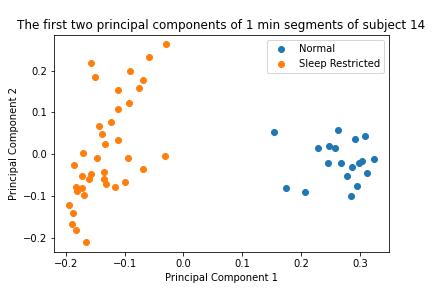 The first two principal components of 1 min segments of subject 14
Normal
Sleep Restricted
Principal Component 2
0.2
0.1
0.0
−0.1
−0.2
−0.2 −0.1 0.0 0.1 0.2 0.3
Principal Component 1